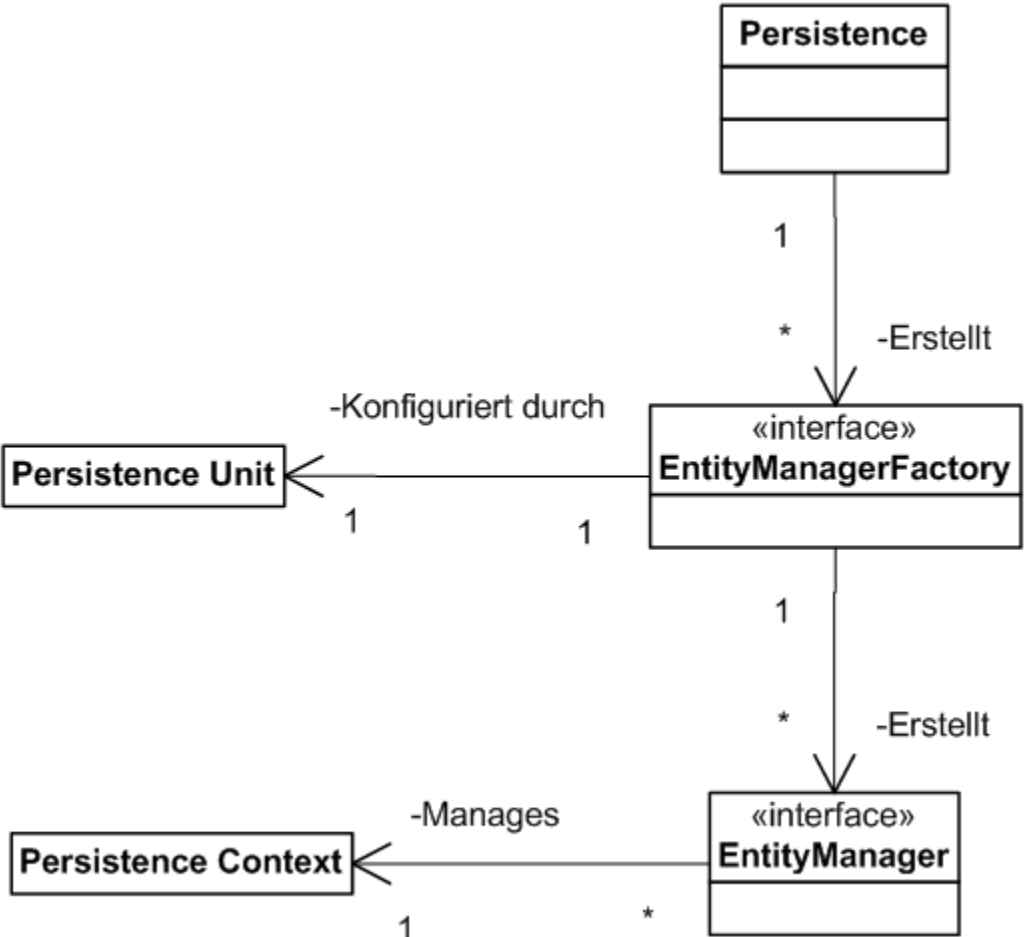 Persistence
1
*
-Erstellt
-Konfiguriert durch
«interface»
EntityManagerFactory
Persistence Unit
1
1
1
*
-Erstellt
-Manages
«interface»
EntityManager
Persistence Context
1
*